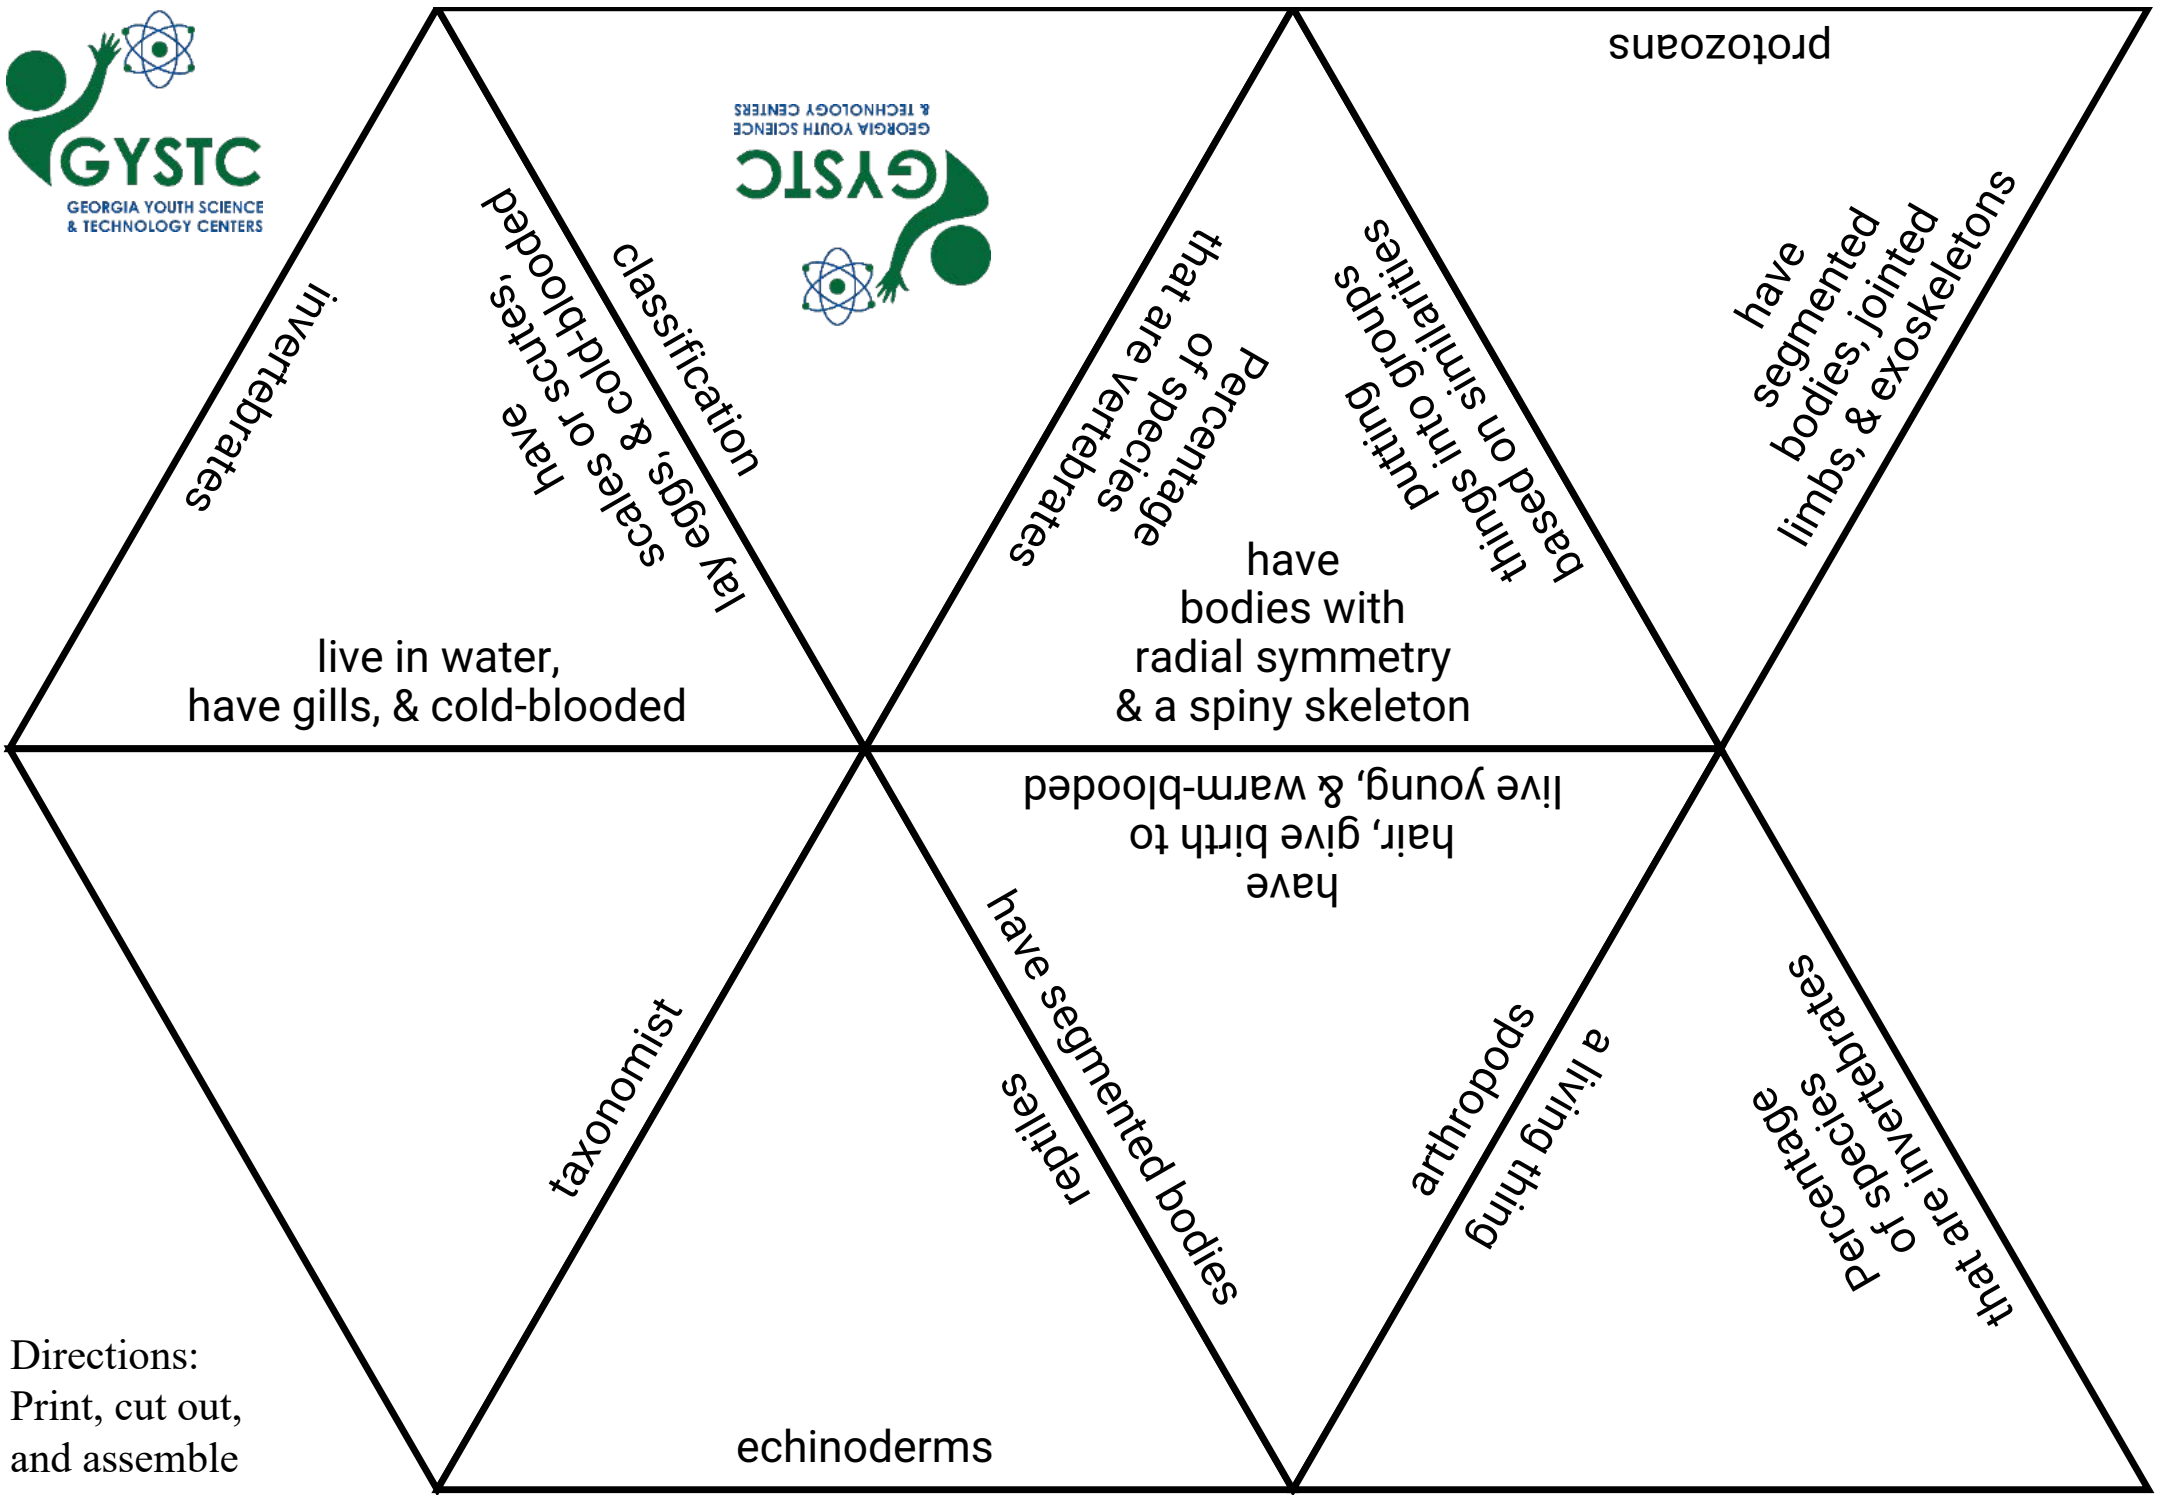 GYSTC
GEORGIA YOUTH SCIENCE
& TECHNOLOGY CENTERS
invertebrates
have
scales or scutes,
lay eggs, & cold-blooded
live in water,
have gills, & cold-blooded
classification
GYSTC
GEORGIA YOUTH SCIENCE
& TECHNOLOGY CENTERS
Percentage
of species
that are vertebrates
putting
things into groups
based on similarities
have
bodies with
radial symmetry
& a spiny skeleton
protozoans
have
segmented
bodies, jointed
limbs, & exoskeletons
taxonomist
echinoderms
reptiles
have segmented bodies
have
hair, give birth to
live young, & warm-blooded
arthropods
a living thing
Percentage
of species
that are invertebrates
Directions:
Print, cut out,
and assemble